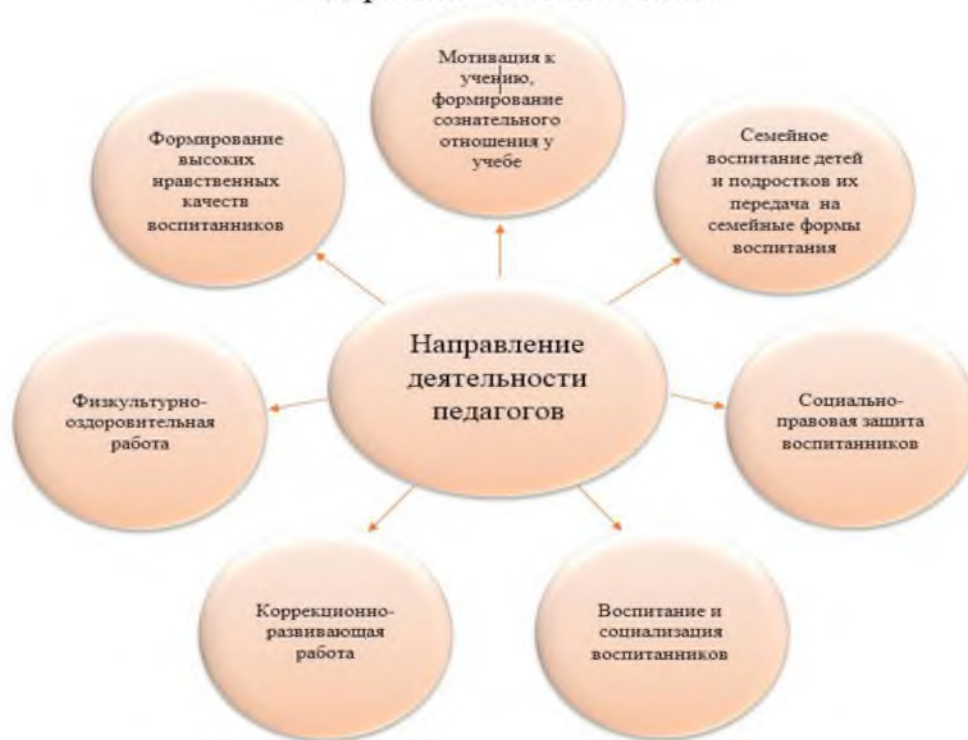 Мотивация к
учению,
формирование
сознательного
отношения у
учебе
Формирование
высоких
нравственных
качеств
воспитанников
Семейное
воспитание детей
и подростков их
передача на
семейные формы
воспитания
Направление
деятельности
педагогов
Физкультурно-
оздоровительная
работа
Социально-
правовая защита
воспитанников
Коррекционно-
развивающая
работа
Воспитание и
социализация
воспитанников